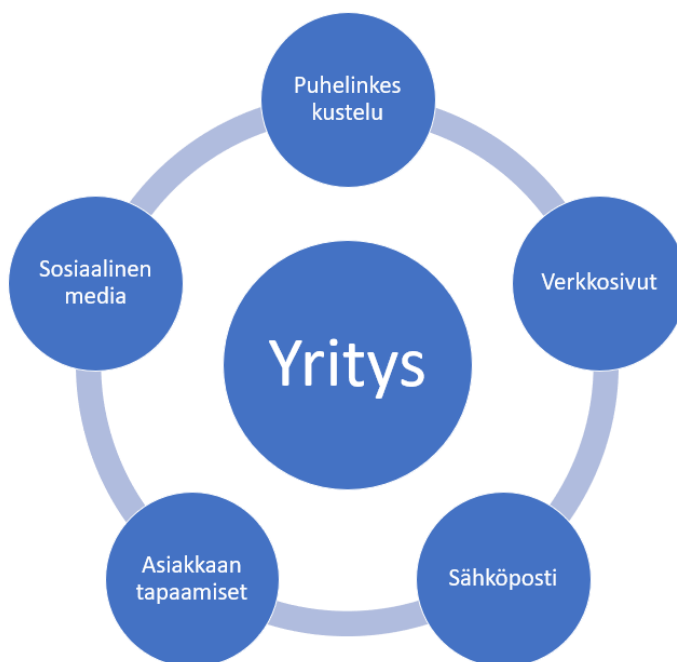 Puhelinkes
kustelu
Sosiaalinen
media
Verkkosivut
Yritys
Asiakkaan
tapaamiset
Sähköposti